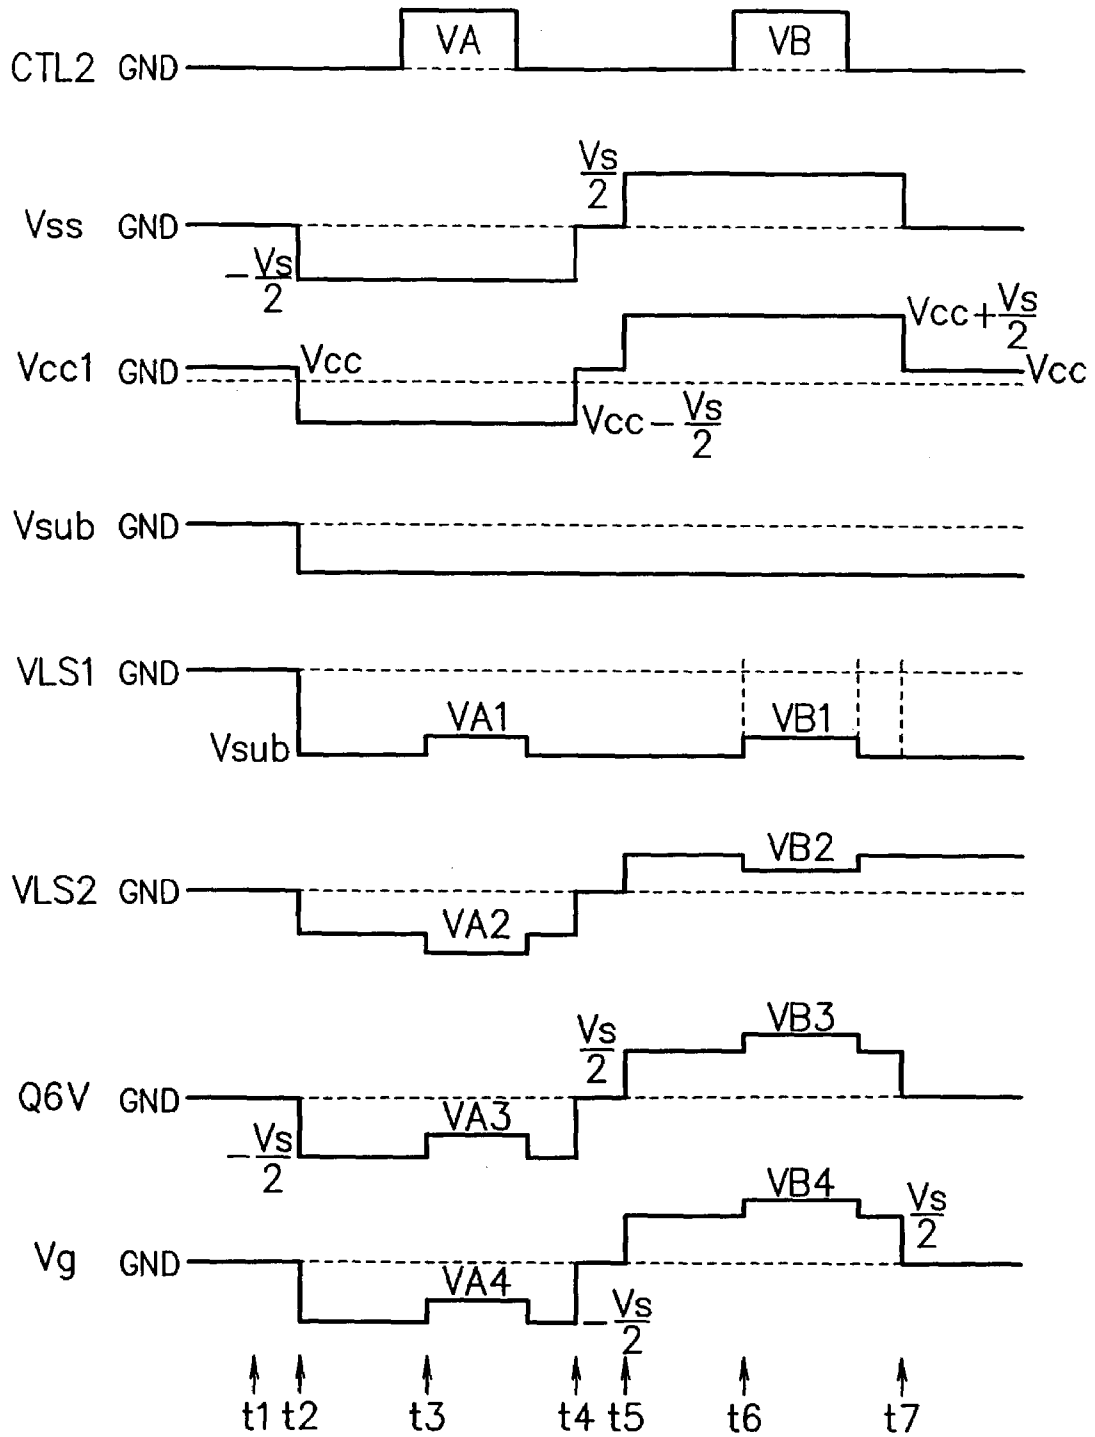 CTL2 GND VA VB
Vss GND -Vs/2 Vs/2
Vcc1 GND Vcc Vcc-Vs/2 Vcc+Vs/2 Vcc
Vsub GND
VLS1 GND Vsub VA1 VB1
VLS2 GND VA2 VB2
Q6V GND -Vs/2 VA3 Vs/2 VB3
Vg GND VA4 -Vs/2 VB4 Vs/2
t1 t2 t3 t4 t5 t6 t7